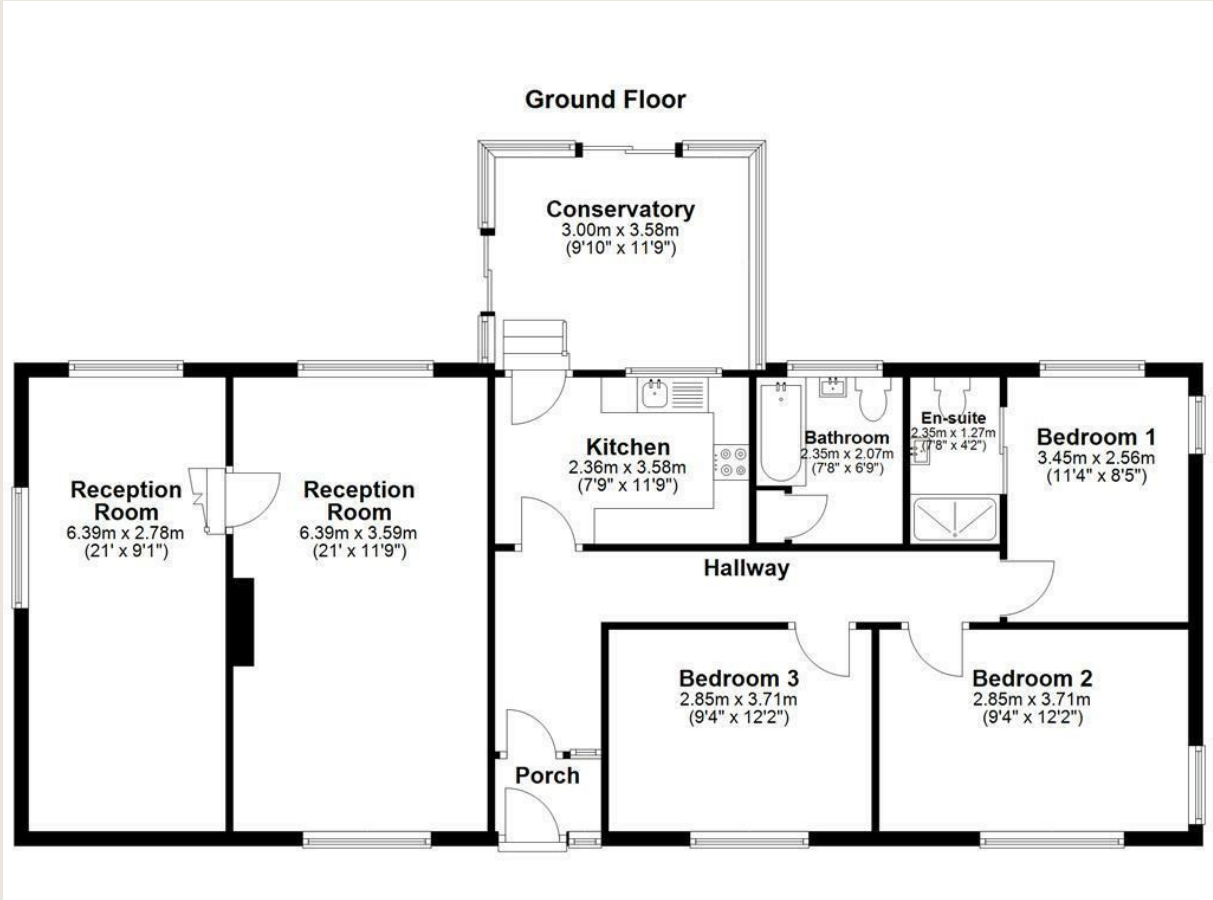 Ground Floor
Conservatory
3.00m x 3.58m
(9'10" x 11'9")
Reception
Room
6.39m x 2.78m
(21' x 9'1")
Reception
Room
6.39m x 3.59m
(21' x 11'9")
Kitchen
2.36m x 3.58m
(7'9" x 11'9")
Bathroom
2.35m x 2.07m
(7'8" x 6'9")
En-suite
2.35m x 1.27m
(7'8" x 4'2")
Bedroom 1
3.45m x 2.56m
(11'4" x 8'5")
Hallway
Bedroom 3
2.85m x 3.71m
(9'4" x 12'2")
Bedroom 2
2.85m x 3.71m
(9'4" x 12'2")
Porch